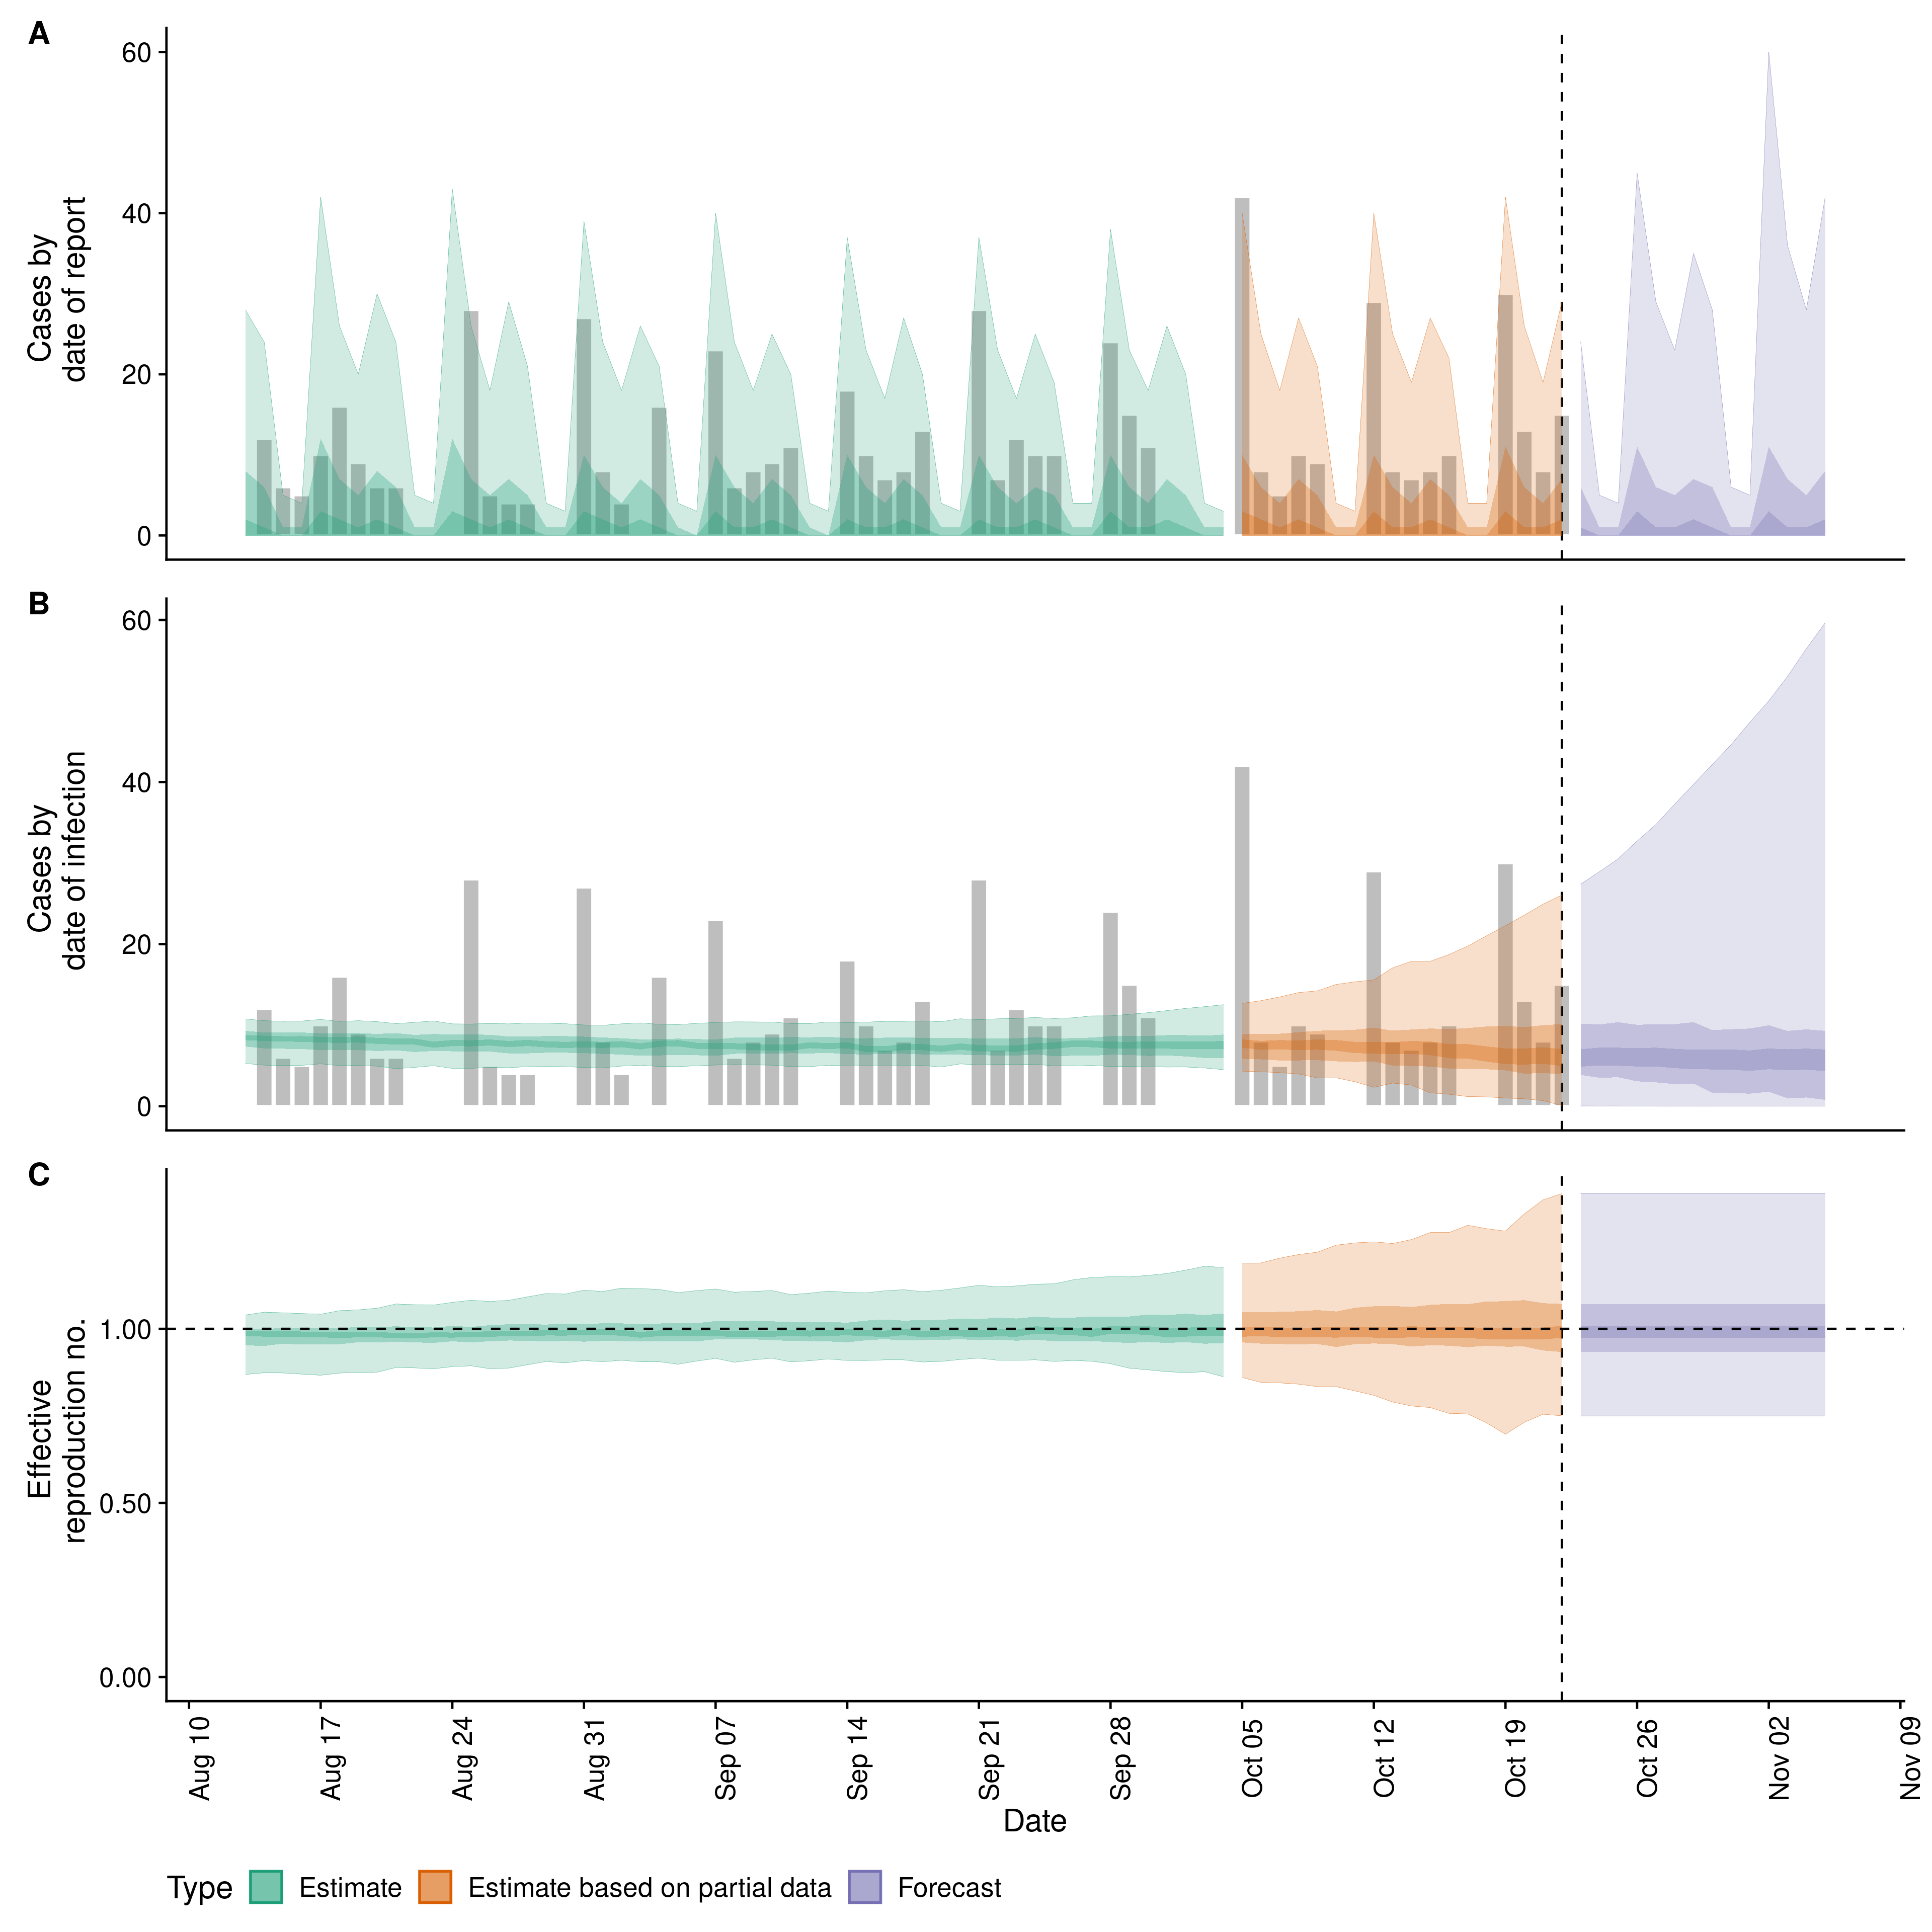 A
Cases by
date of report
60
40
20
0
B
Cases by
date of infection
60
40
20
0
C
Effective
reproduction no.
1.00
0.50
0.00
Aug 10
Aug 17
Aug 24
Aug 31
Sep 07
Sep 14
Sep 21
Sep 28
Oct 05
Oct 12
Oct 19
Oct 26
Nov 02
Nov 09
Date
Type Estimate Estimate based on partial data Forecast